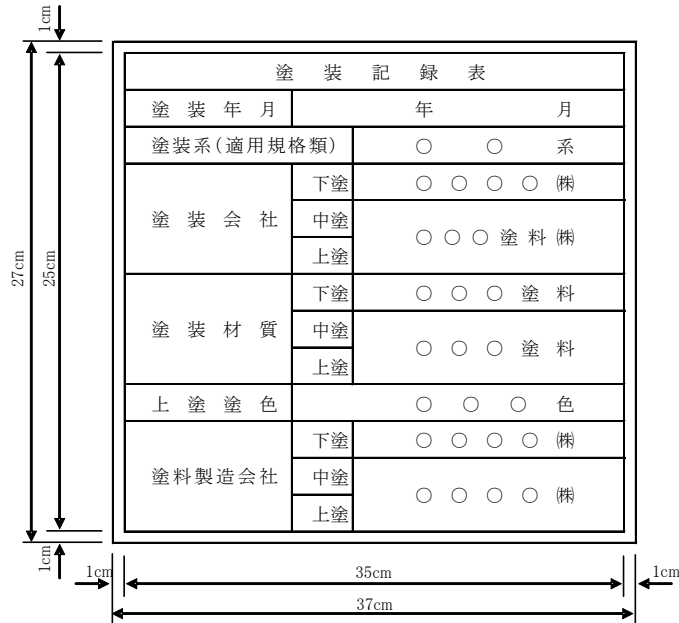 1cm
塗装記録表
塗装年月 年 月
塗装系(適用規格類) ○ ○ 系
塗装会社 下塗 ○○○○㈱
中塗 ○○○塗料㈱
上塗
塗装材質 下塗 ○○○塗料
中塗 ○○○塗料
上塗
上塗塗色 ○○○色
塗料製造会社 下塗 ○○○○㈱
中塗 ○○○○㈱
上塗
27cm
25cm
1cm
1cm
35cm
1cm
37cm